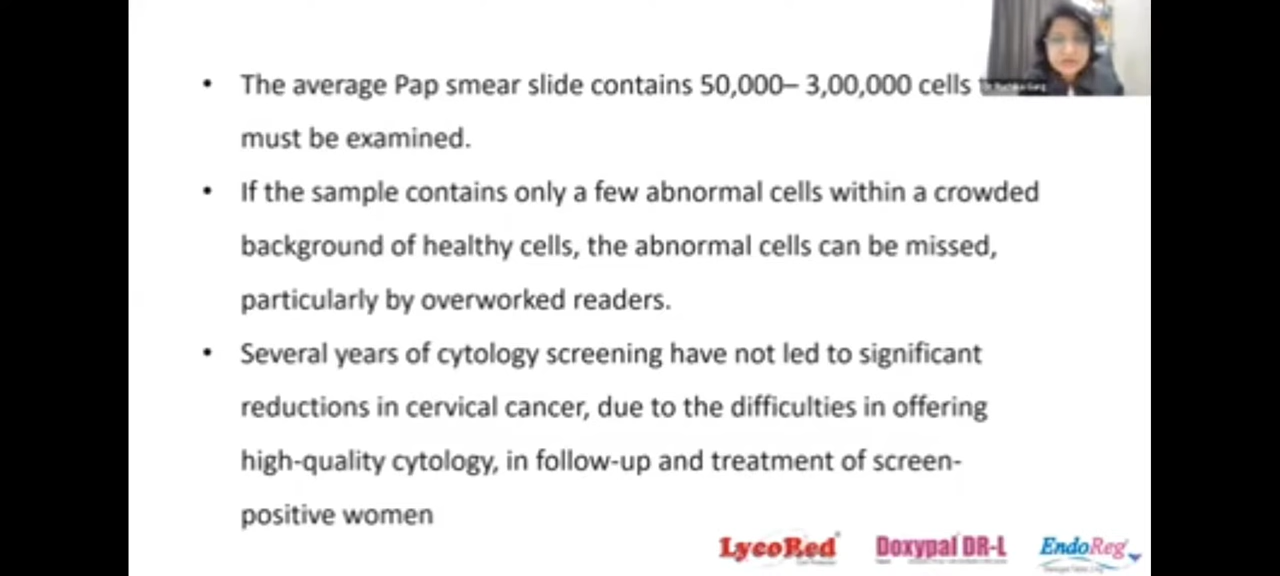 • The average Pap smear slide contains 50,000– 3,00,000 cells
must be examined.
• If the sample contains only a few abnormal cells within a crowded
background of healthy cells, the abnormal cells can be missed,
particularly by overworked readers.
• Several years of cytology screening have not led to significant
reductions in cervical cancer, due to the difficulties in offering
high-quality cytology, in follow-up and treatment of screen-
positive women
LycoRed Doxypal DR-L EndoReg